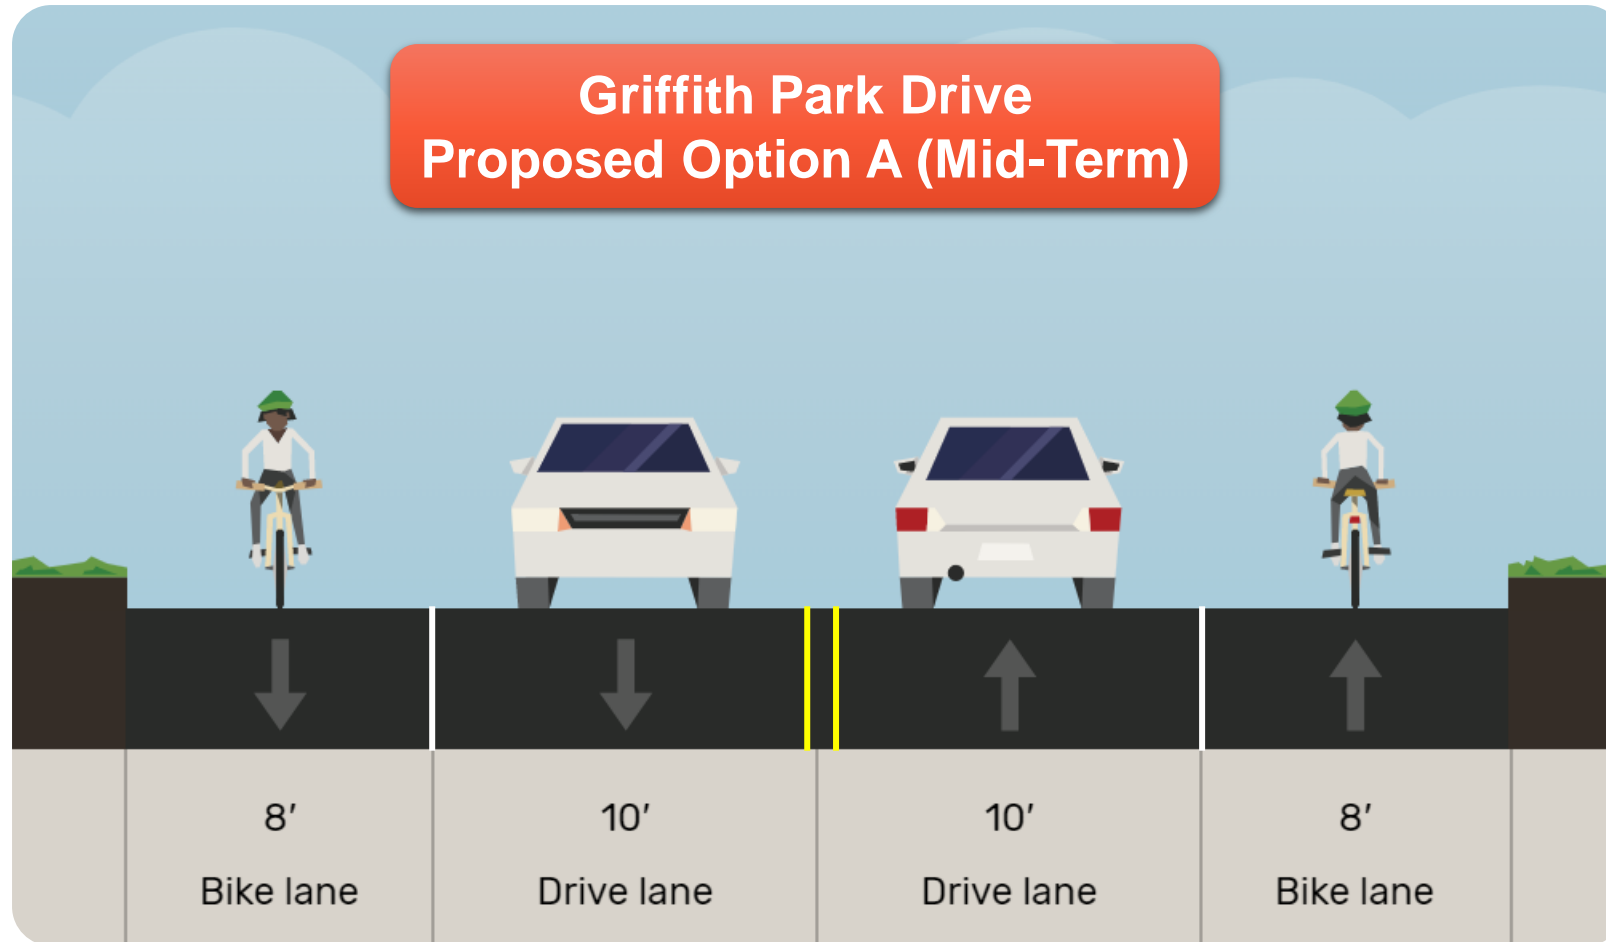 Griffith Park Drive
Proposed Option A (Mid-Term)
8′ 10′ 10′ 8′
Bike lane Drive lane Drive lane Bike lane